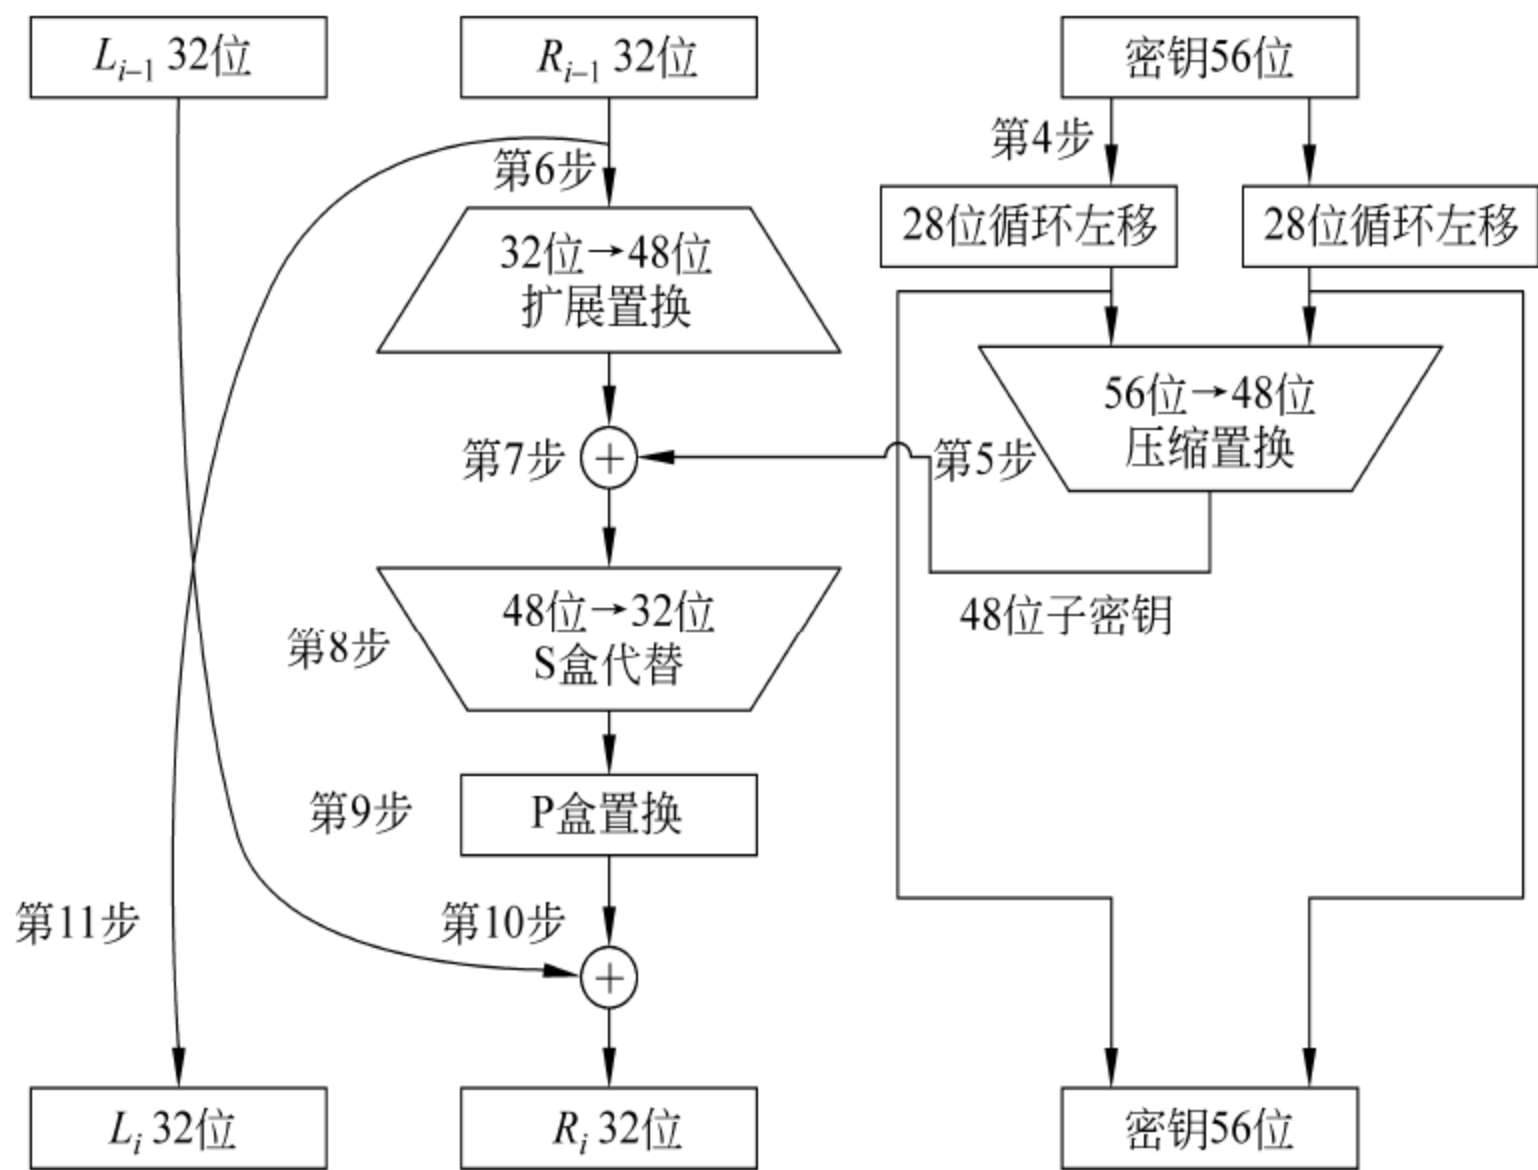 Lᵢ₋₁ 32位
Rᵢ₋₁ 32位
密钥56位
第4步
第6步
28位循环左移
28位循环左移
32位→48位
扩展置换
56位→48位
压缩置换
第7步
+
第5步
48位→32位
S盒代替
48位子密钥
第8步
第9步
P盒置换
第11步
第10步
+
Lᵢ 32位
Rᵢ 32位
密钥56位